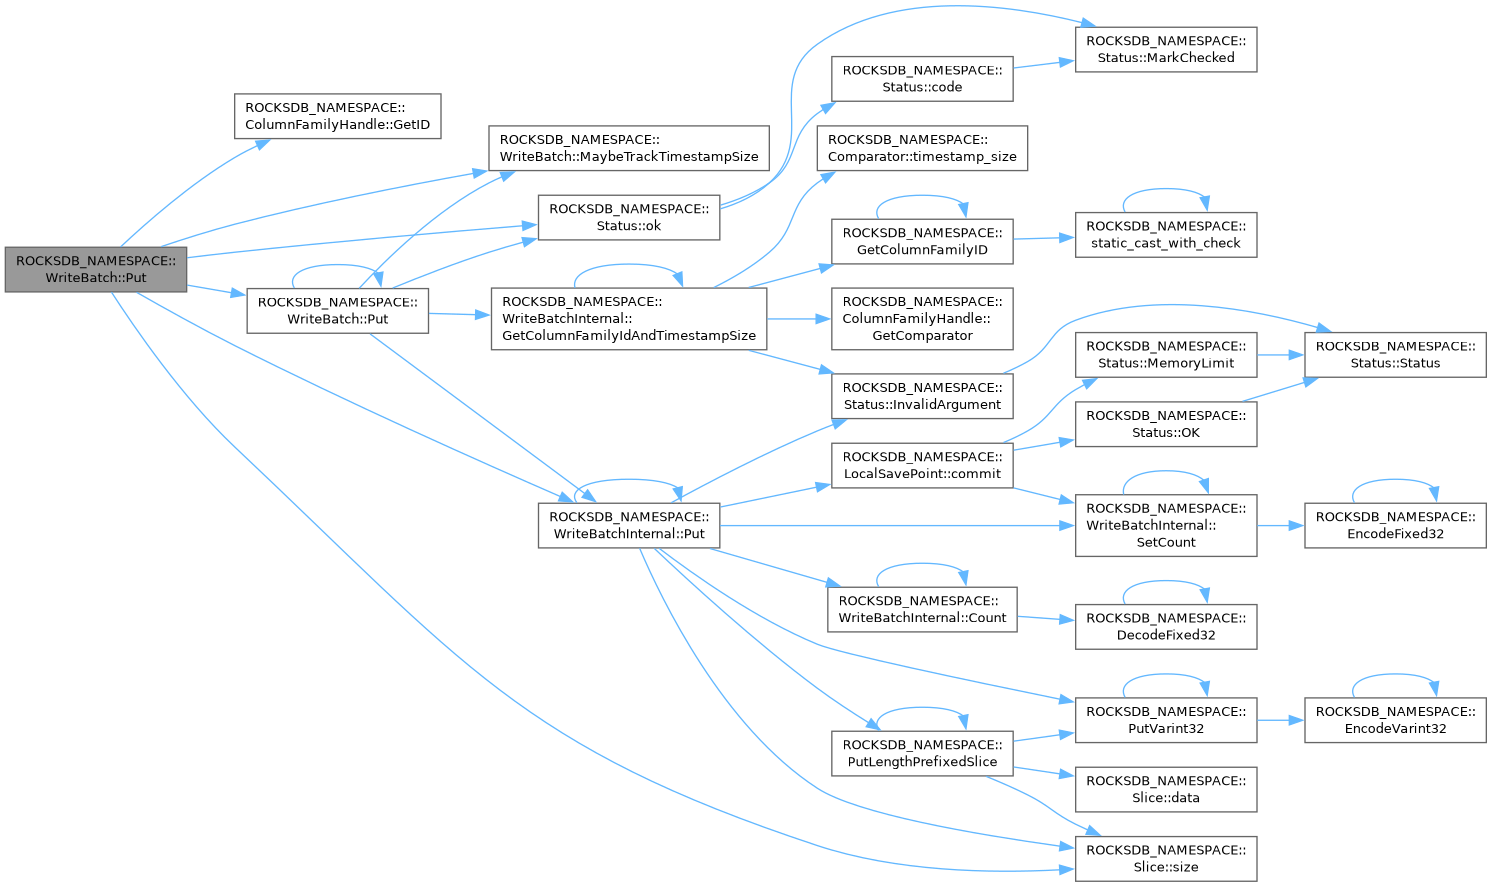 ROCKSDB_NAMESPACE::
WriteBatch::Put
ROCKSDB_NAMESPACE::
ColumnFamilyHandle::GetID
ROCKSDB_NAMESPACE::
WriteBatch::MaybeTrackTimestampSize
ROCKSDB_NAMESPACE::
Status::ok
ROCKSDB_NAMESPACE::
WriteBatch::Put
ROCKSDB_NAMESPACE::
WriteBatchInternal::
GetColumnFamilyIdAndTimestampSize
ROCKSDB_NAMESPACE::
WriteBatchInternal::Put
ROCKSDB_NAMESPACE::
Status::code
ROCKSDB_NAMESPACE::
Status::MarkChecked
ROCKSDB_NAMESPACE::
Comparator::timestamp_size
ROCKSDB_NAMESPACE::
GetColumnFamilyID
ROCKSDB_NAMESPACE::
static_cast_with_check
ROCKSDB_NAMESPACE::
ColumnFamilyHandle::
GetComparator
ROCKSDB_NAMESPACE::
Status::InvalidArgument
ROCKSDB_NAMESPACE::
Status::MemoryLimit
ROCKSDB_NAMESPACE::
Status::Status
ROCKSDB_NAMESPACE::
Status::OK
ROCKSDB_NAMESPACE::
LocalSavePoint::commit
ROCKSDB_NAMESPACE::
WriteBatchInternal::
SetCount
ROCKSDB_NAMESPACE::
EncodeFixed32
ROCKSDB_NAMESPACE::
WriteBatchInternal::Count
ROCKSDB_NAMESPACE::
DecodeFixed32
ROCKSDB_NAMESPACE::
PutVarint32
ROCKSDB_NAMESPACE::
EncodeVarint32
ROCKSDB_NAMESPACE::
PutLengthPrefixedSlice
ROCKSDB_NAMESPACE::
Slice::data
ROCKSDB_NAMESPACE::
Slice::size